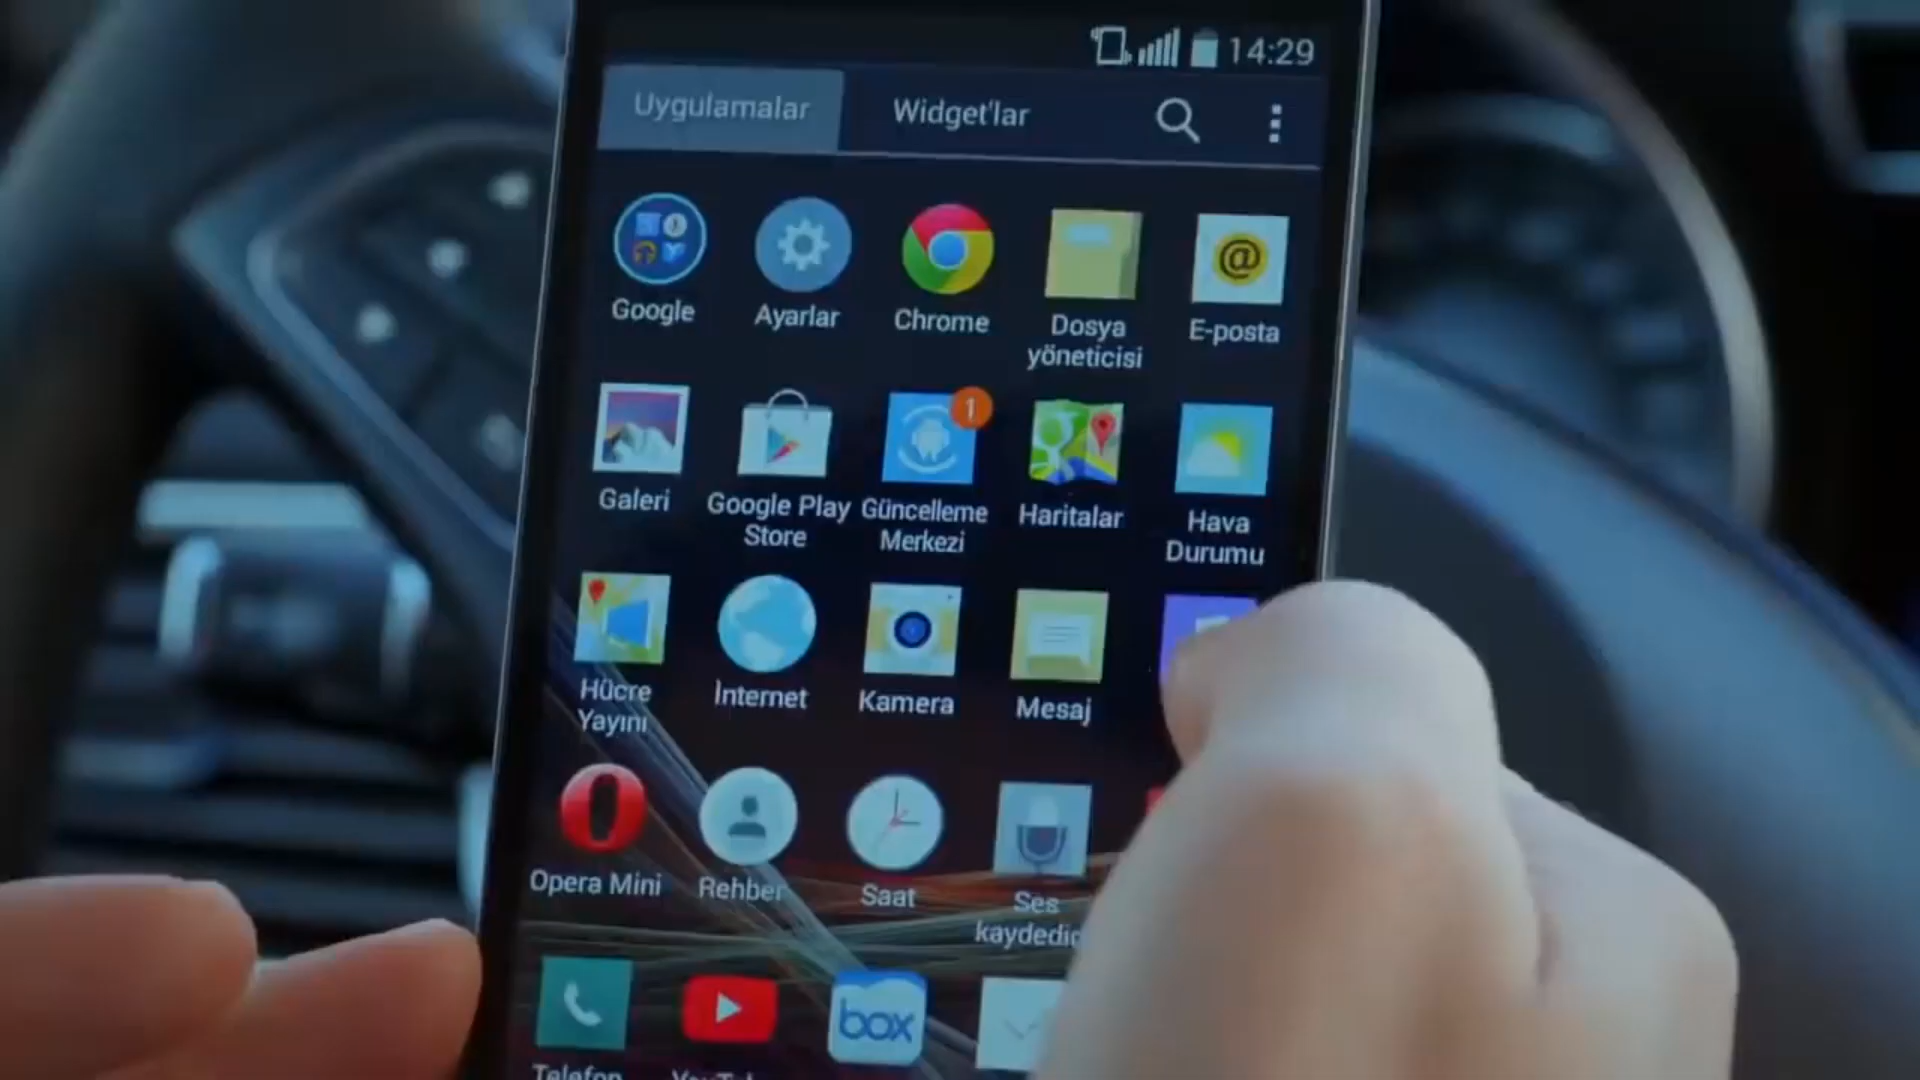 14:29
Uygulamalar Widget'lar
@
Google Ayarlar Chrome Dosya yöneticisi E-posta
1
Galeri Google Play Store Güncelleme Merkezi Haritalar Hava Durumu
Hücre Yayını İnternet Kamera Mesaj
Opera Mini Rehber Saat Ses
box
Telefon